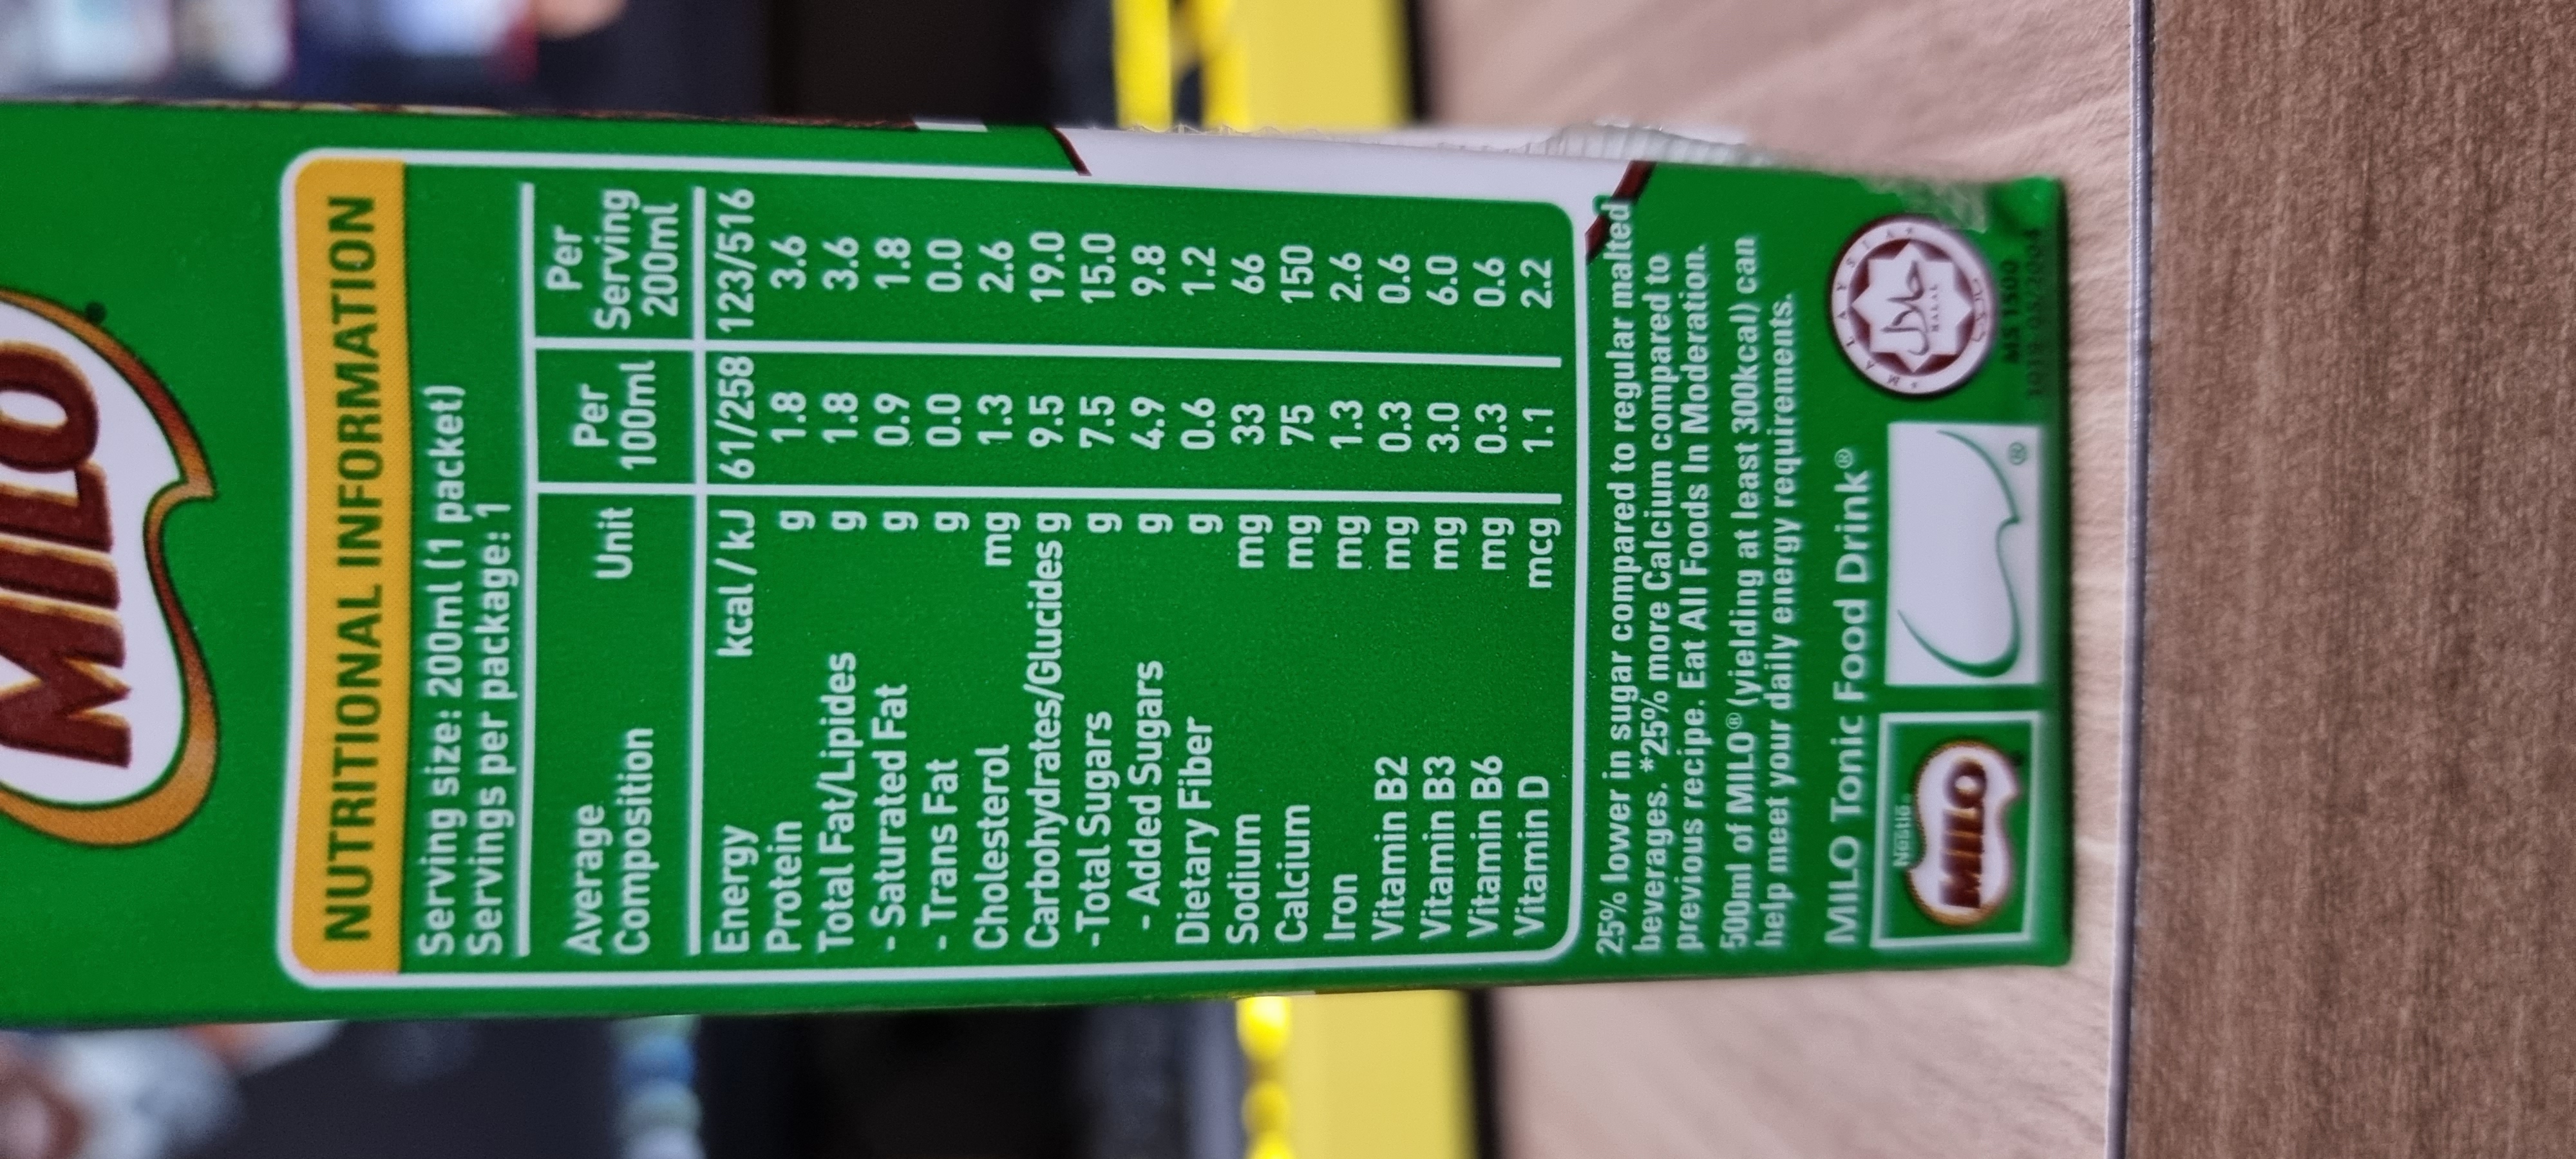 MILO
NUTRITIONAL INFORMATION
Serving size: 200ml (1 packet)
Servings per package: 1
Average Composition Unit Per 100ml Per Serving 200ml
Energy kcal / kJ 61/258 123/516
Protein g 1.8 3.6
Total Fat/Lipides g 1.8 3.6
- Saturated Fat g 0.9 1.8
- Trans Fat g 0.0 0.0
Cholesterol mg 1.3 2.6
Carbohydrates/Glucides g 9.5 19.0
-Total Sugars g 7.5 15.0
- Added Sugars g 4.9 9.8
Dietary Fiber g 0.6 1.2
Sodium mg 33 66
Calcium mg 75 150
Iron mg 1.3 2.6
Vitamin B2 mg 0.3 0.6
Vitamin B3 mg 3.0 6.0
Vitamin B6 mg 0.3 0.6
Vitamin D mcg 1.1 2.2
25% lower in sugar compared to regular malted
beverages. *25% more Calcium compared to
previous recipe. Eat All Foods In Moderation.
500ml of MILO® (yielding at least 300kcal) can
help meet your daily energy requirements.
MILO Tonic Food Drink®
Nestlé
MILO
®
MALAYSIA
حلال
HALAL
MS 1500